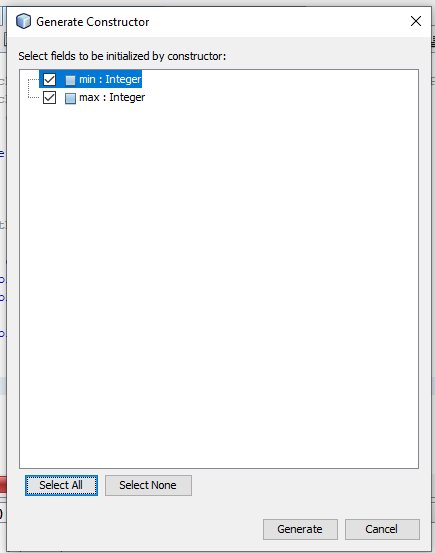 Generate Constructor
Select fields to be initialized by constructor:
min : Integer
max : Integer
Select All
Select None
Generate
Cancel